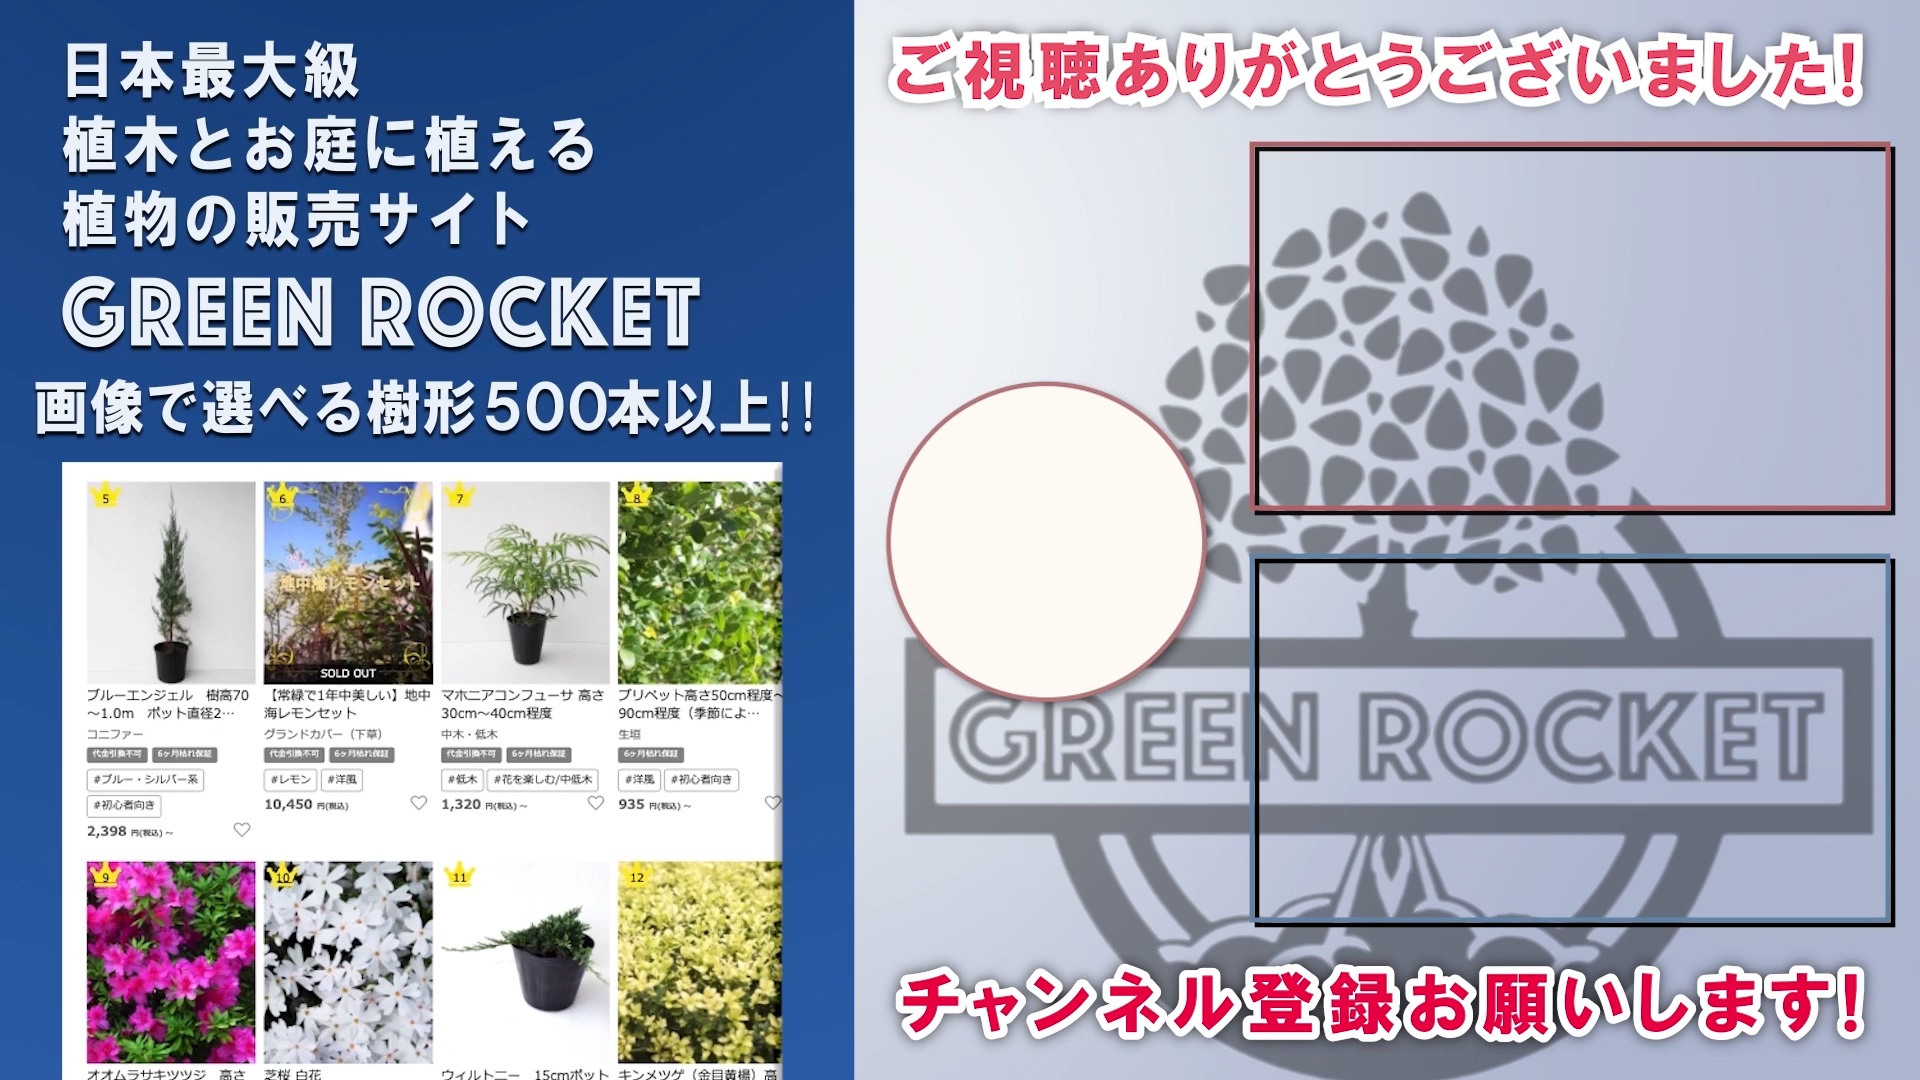 日本最大級
植木とお庭に植える
植物の販売サイト
GREEN ROCKET
画像で選べる樹形500本以上!!
5
ブルーエンジェル 樹高70
～1.0m ポット直径2…
コニファー
代金引換不可 6ヶ月枯れ保証
#ブルー・シルバー系
#初心者向き
2,398 円(税込)～
6
地中海レモンセット
SOLD OUT
【常緑で1年中美しい】地中
海レモンセット
グランドカバー（下草）
代金引換不可 6ヶ月枯れ保証
#レモン #洋風
10,450 円(税込)
7
マホニアコンフューサ 高さ
30cm～40cm程度
中木・低木
代金引換不可 6ヶ月枯れ保証
#低木 #花を楽しむ/中低木
1,320 円(税込)～
8
プリペット高さ50cm程度～
90cm程度（季節によ…
生垣
6ヶ月枯れ保証
#洋風 #初心者向き
935 円(税込)～
9
オオムラサキツツジ 高さ
10
芝桜 白花
11
ウィルトニー 15cmポット
12
キンメツゲ（金目黄楊）高
ご視聴ありがとうございました!
GREEN ROCKET
チャンネル登録お願いします!